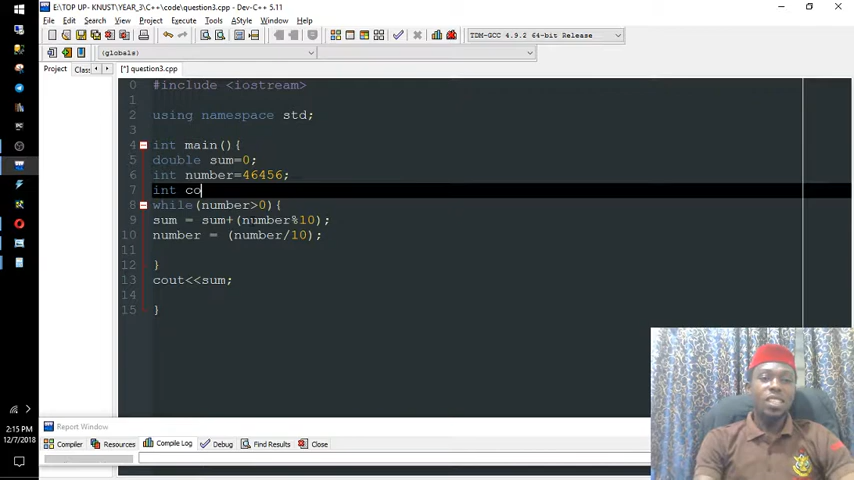 E:\TOP UP - KNUST\YEAR_3\C++\code\question3.cpp - Dev-C++ 5.11
File Edit Search View Project Execute Tools AStyle Window Help
TDM-GCC 4.9.2 64-bit Release
(globals)
Project Class [*] question3.cpp
0 #include <iostream>
1
2 using namespace std;
3
4 int main(){
5 double sum=0;
6 int number=46456;
7 int co
8 while(number>0){
9 sum = sum+(number%10);
10 number = (number/10);
11
12 }
13 cout<<sum;
14
15 }
Report Window
Compiler Resources Compile Log Debug Find Results Close
2:15 PM
12/7/2018